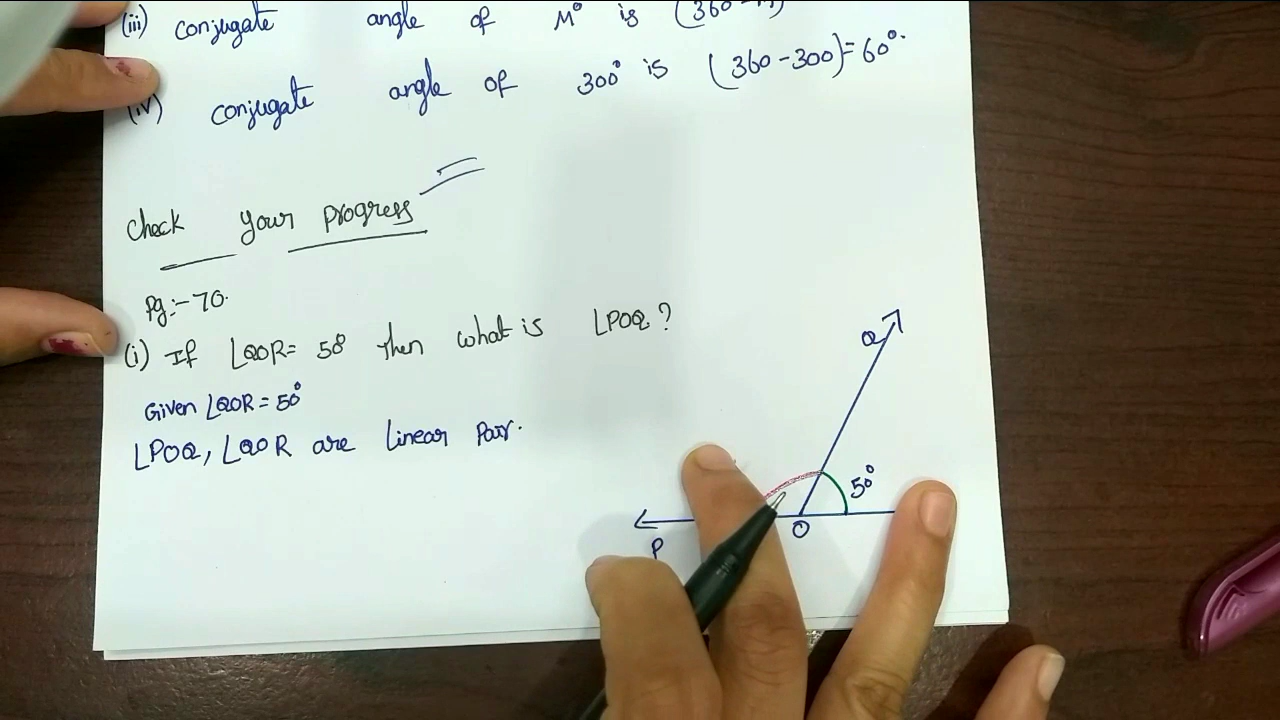 (iii) conjugate angle of M° is (360-M)
(iv) conjugate angle of 300° is (360-300)=60°.
Check your progress
Pg:-70.
(i) If ∠QOR= 50° then what is ∠POQ?
Given ∠QOR = 50°
∠POQ, ∠QOR are linear pair.
Q
50°
O
P